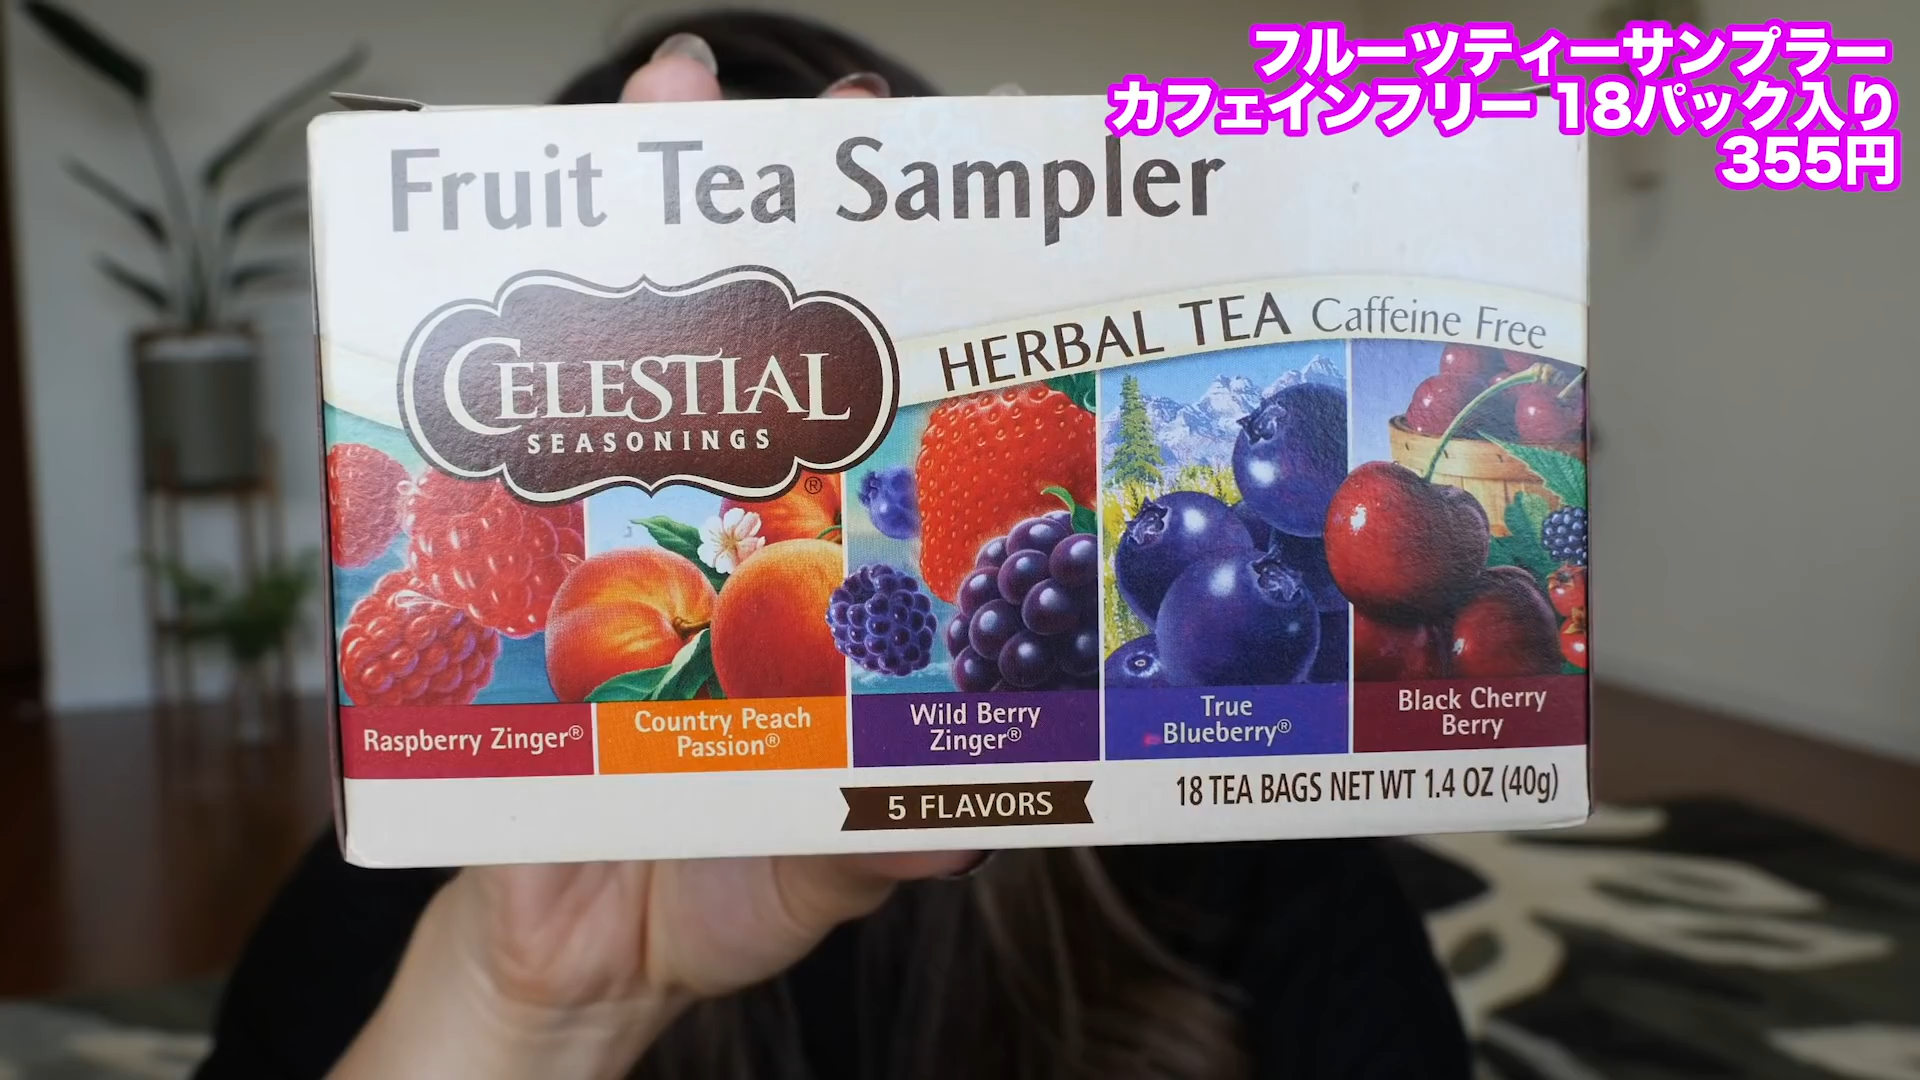 フルーツティーサンプラー
カフェインフリー 18パック入り
355円
Fruit Tea Sampler
HERBAL TEA Caffeine Free
CELESTIAL
SEASONINGS
®
Raspberry Zinger®
Country Peach
Passion®
Wild Berry
Zinger®
True
Blueberry®
Black Cherry
Berry
5 FLAVORS
18 TEA BAGS NET WT 1.4 OZ (40g)